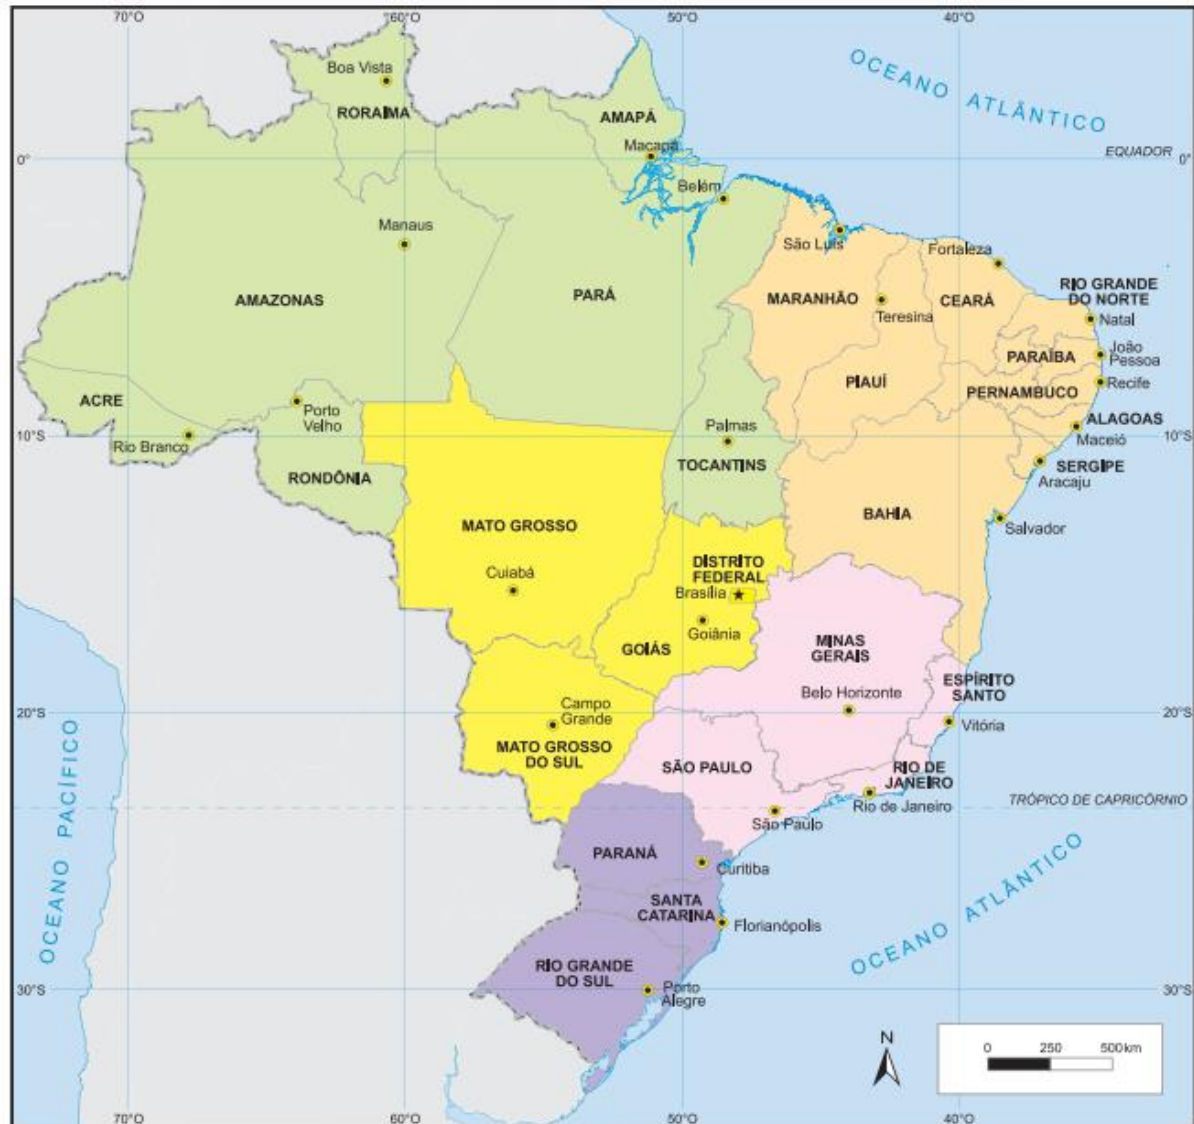 70°O
60°O
50°O
40°O
OCEANO ATLÂNTICO
Boa Vista
RORAIMA
AMAPÁ
Macapá
EQUADOR
0°
0°
Belém
Manaus
São Luís
Fortaleza
AMAZONAS
PARÁ
MARANHÃO
Teresina
CEARÁ
RIO GRANDE
DO NORTE
Natal
João
Pessoa
PARAÍBA
PIAUÍ
PERNAMBUCO
Recife
ACRE
Porto
Velho
Rio Branco
Palmas
ALAGOAS
Maceió
10°S
10°S
TOCANTINS
SERGIPE
Aracaju
RONDÔNIA
BAHIA
Salvador
MATO GROSSO
Cuiabá
DISTRITO
FEDERAL
Brasília
Goiânia
GOIÁS
MINAS
GERAIS
Belo Horizonte
ESPÍRITO
SANTO
Vitória
20°S
20°S
Campo
Grande
MATO GROSSO
DO SUL
SÃO PAULO
RIO DE
JANEIRO
Rio de Janeiro
São Paulo
TRÓPICO DE CAPRICÓRNIO
OCEANO PACÍFICO
PARANÁ
Curitiba
SANTA
CATARINA
Florianópolis
OCEANO ATLÂNTICO
RIO GRANDE
DO SUL
Porto
Alegre
30°S
30°S
N
0 250 500km
70°O
60°O
50°O
40°O